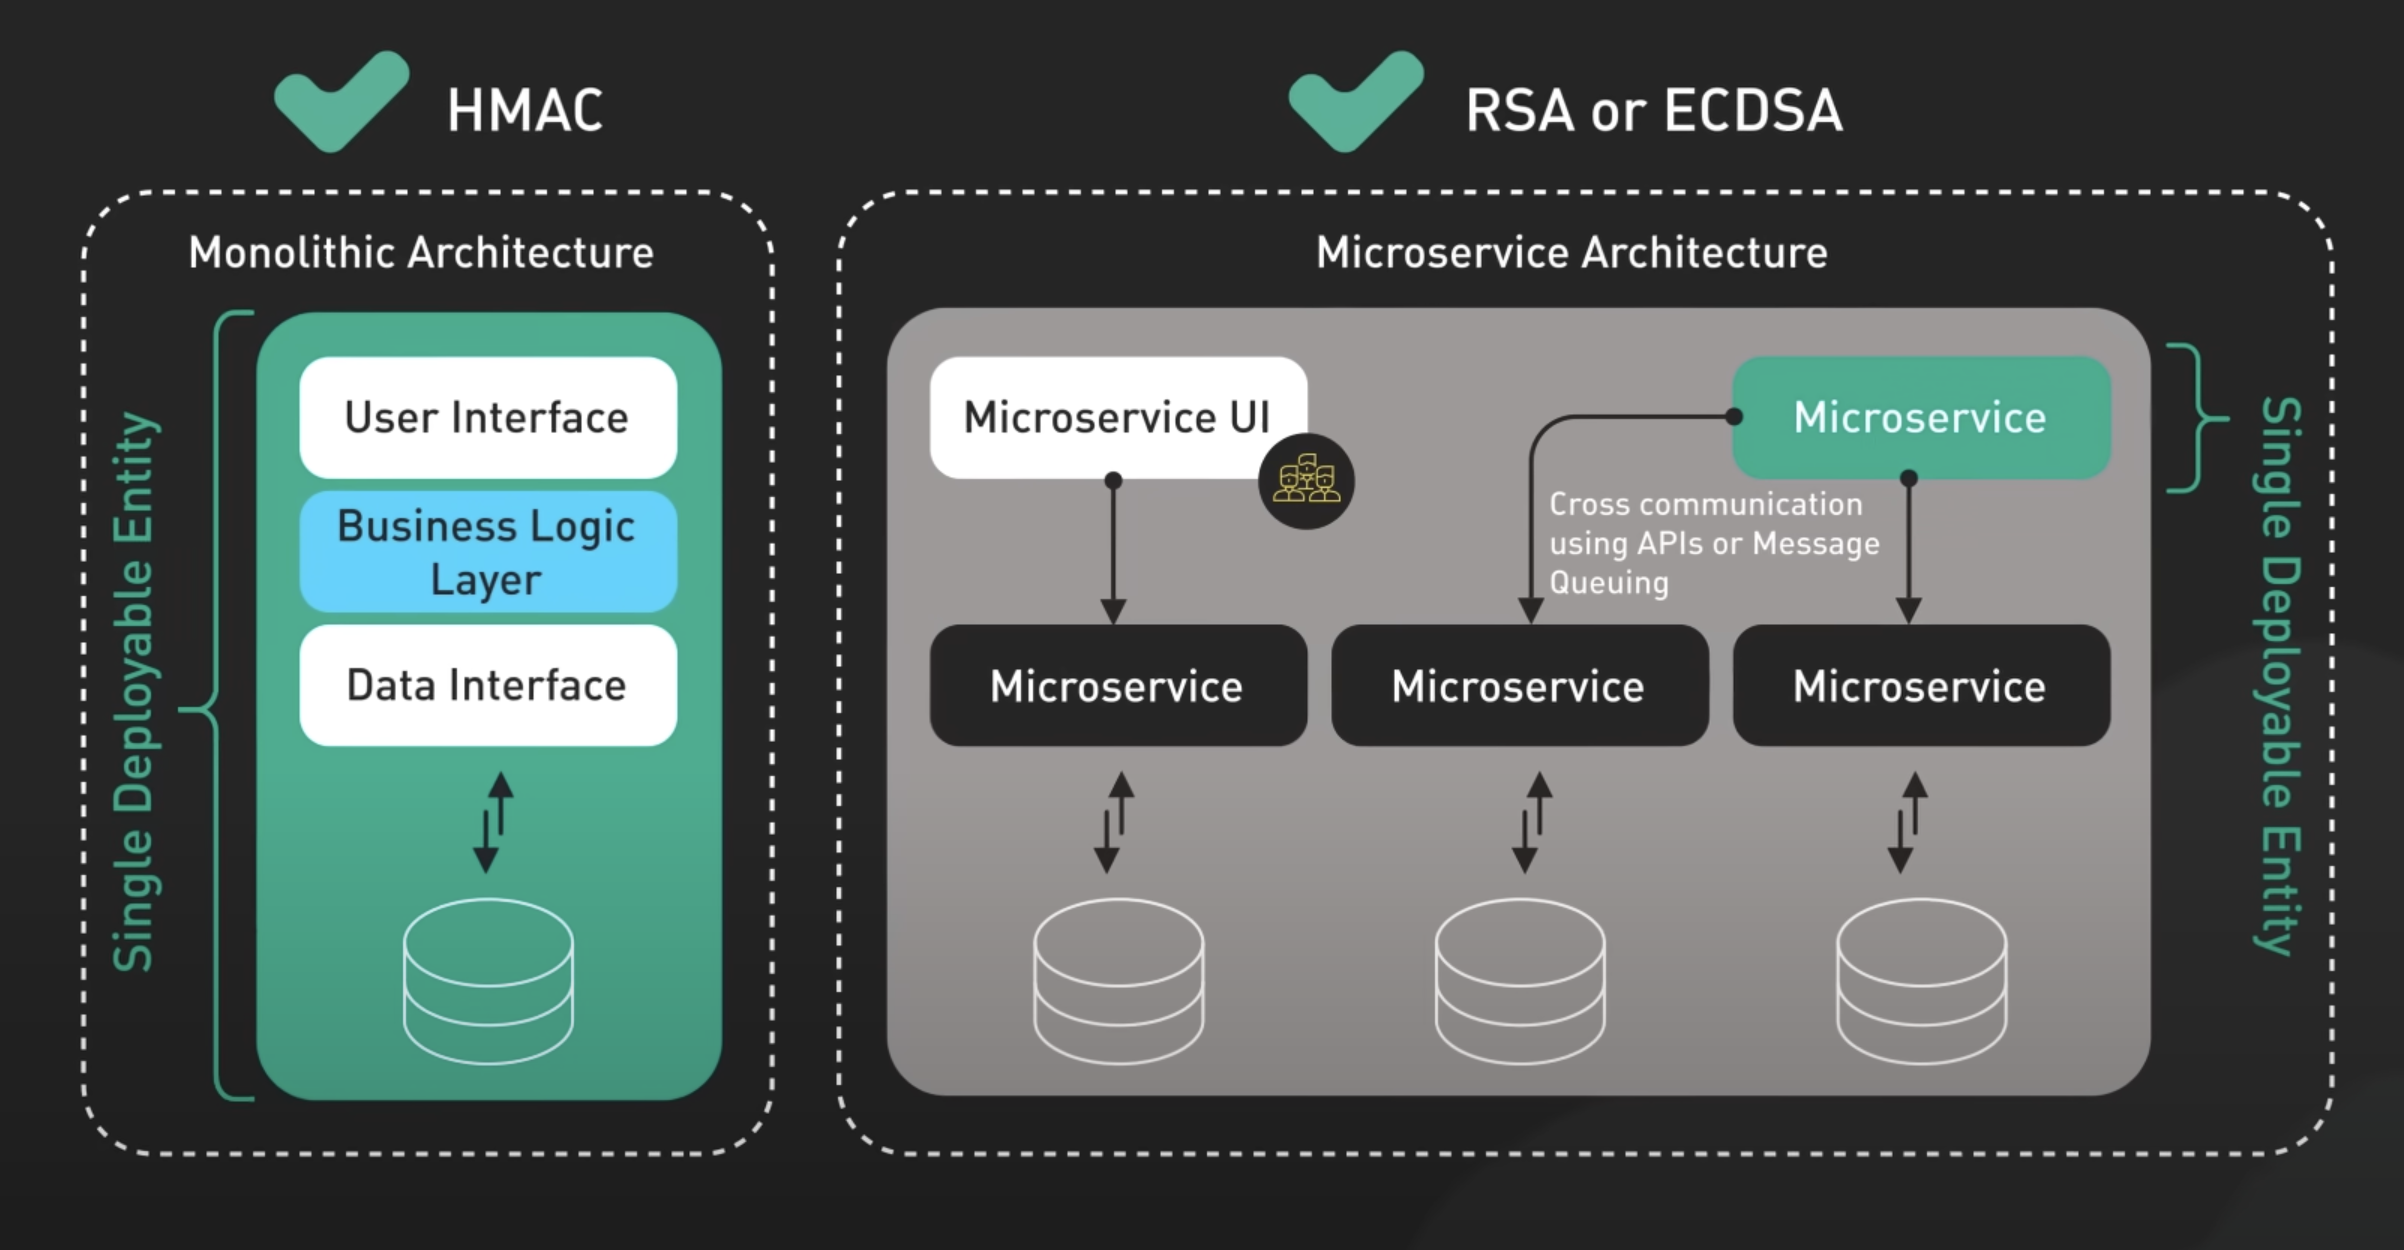 HMAC
RSA or ECDSA
Monolithic Architecture
Single Deployable Entity
User Interface
Business Logic
Layer
Data Interface
Microservice Architecture
Microservice UI
Microservice
Cross communication
using APIs or Message
Queuing
Microservice
Microservice
Microservice
Single Deployable Entity